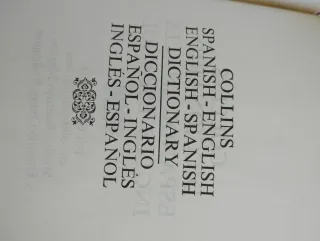 COLLINS
SPANISH - ENGLISH
ENGLISH - SPANISH
DICTIONARY
DICCIONARIO
ESPAÑOL - INGLÉS
INGLÉS - ESPAÑOL